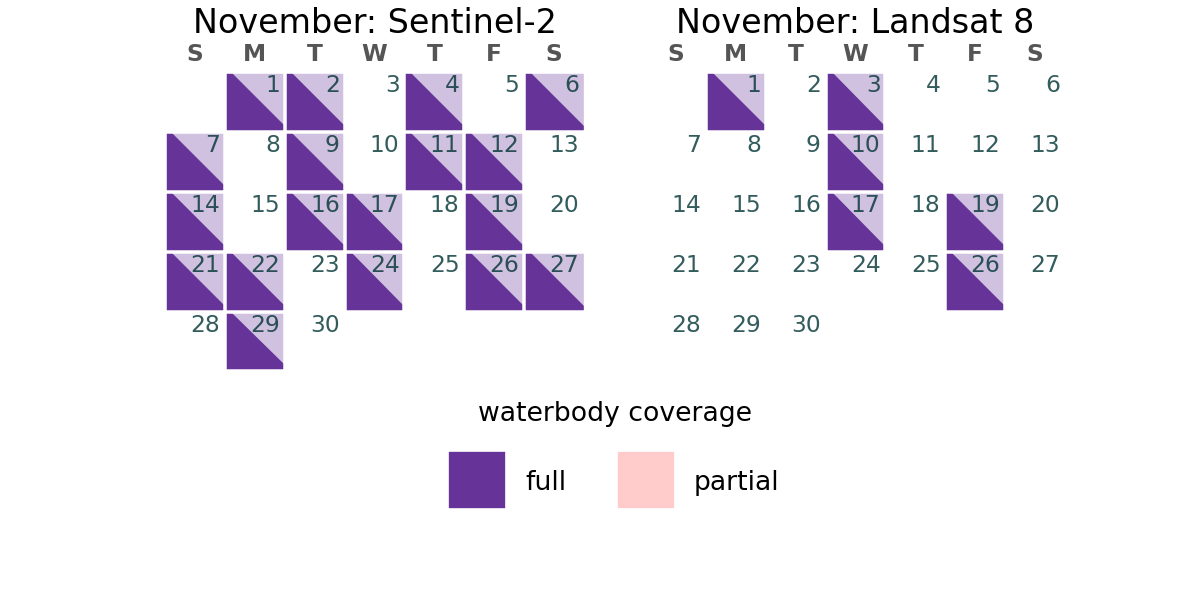 November: Sentinel-2
S M T W T F S
1 2 3 4 5 6
7 8 9 10 11 12 13
14 15 16 17 18 19 20
21 22 23 24 25 26 27
28 29 30
November: Landsat 8
S M T W T F S
1 2 3 4 5 6
7 8 9 10 11 12 13
14 15 16 17 18 19 20
21 22 23 24 25 26 27
28 29 30
waterbody coverage
full partial